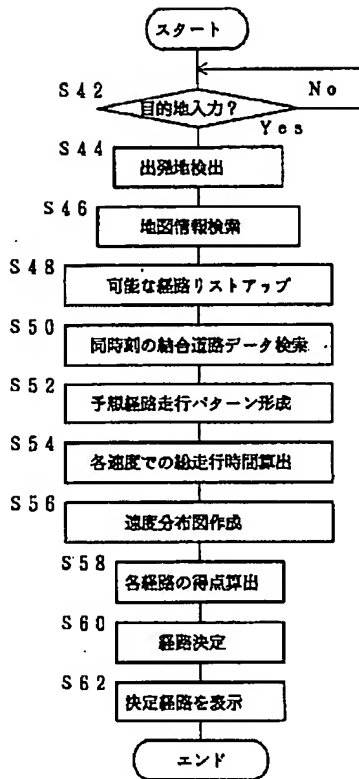 スタート
S42
目的地入力?
No
Yes
S44
出発地検出
S46
地図情報検索
S48
可能な経路リストアップ
S50
同時刻の結合道路データ検索
S52
予想経路走行パターン形成
S54
各速度での総走行時間算出
S56
速度分布図作成
S58
各経路の得点算出
S60
経路決定
S62
決定経路を表示
エンド